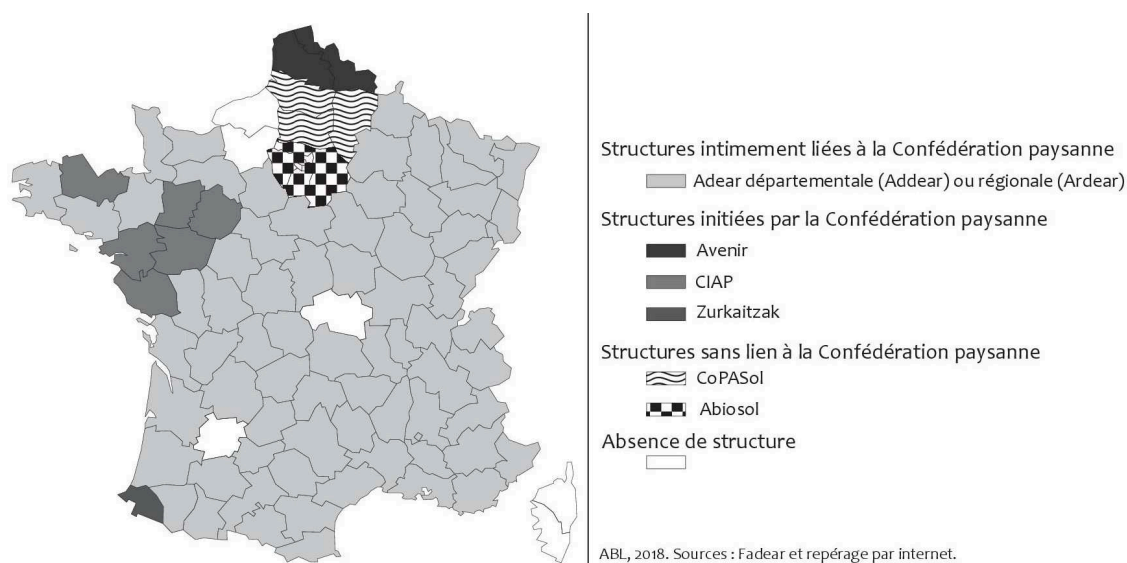 Structures intimement liées à la Confédération paysanne
Adear départementale (Addear) ou régionale (Ardear)
Structures initiées par la Confédération paysanne
Avenir
CIAP
Zurkaitzak
Structures sans lien à la Confédération paysanne
CoPASol
Abiosol
Absence de structure
ABL, 2018. Sources : Fadear et repérage par internet.